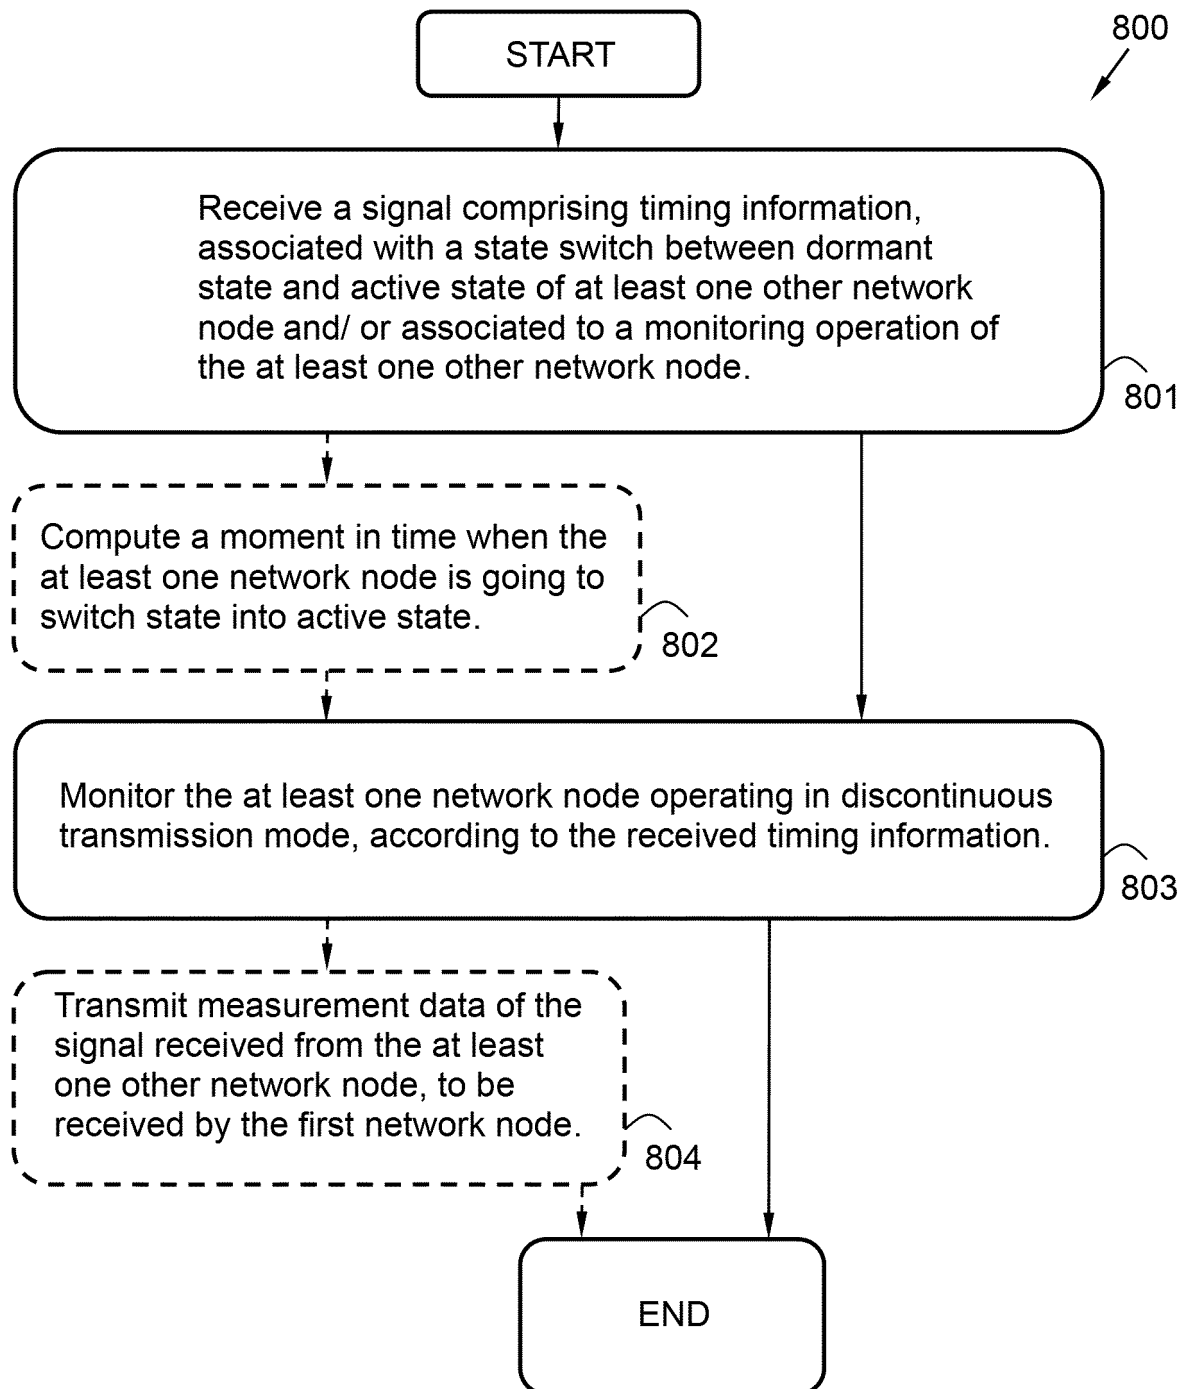 800
START
Receive a signal comprising timing information,
associated with a state switch between dormant
state and active state of at least one other network
node and/ or associated to a monitoring operation of
the at least one other network node.
801
Compute a moment in time when the
at least one network node is going to
switch state into active state.
802
Monitor the at least one network node operating in discontinuous
transmission mode, according to the received timing information.
803
Transmit measurement data of the
signal received from the at least
one other network node, to be
received by the first network node.
804
END